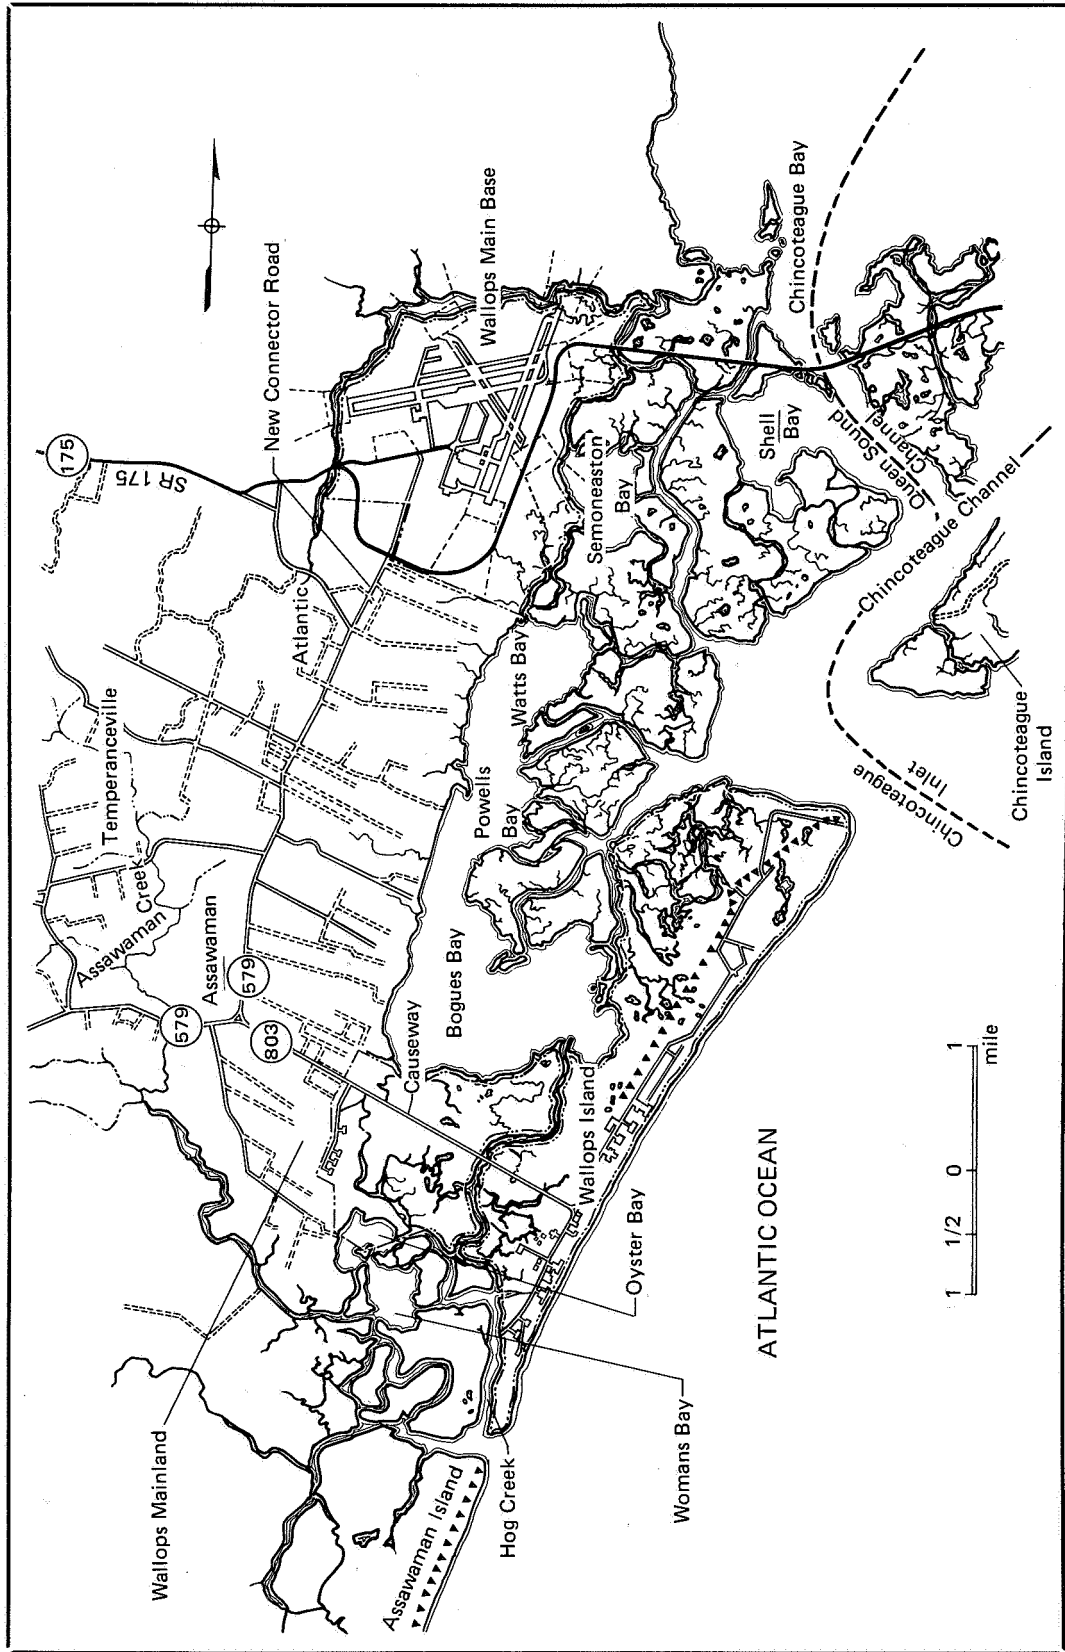 175
SR 175
New Connector Road
Wallops Main Base
Chincoteague Bay
Temperanceville
Atlantic
Semoneaston
Bay
Shell
Bay
Queen Sound
Channel
Watts Bay
Chincoteague Channel
Assawaman
Creek
Powells
Bay
Chincoteague
Inlet
Chincoteague
Island
Assawaman
579
579
803
Bogues Bay
Causeway
Wallops Island
Oyster Bay
Womans Bay
Wallops Mainland
Hog Creek
Assawaman Island
ATLANTIC OCEAN
1 1/2 0 1
mile